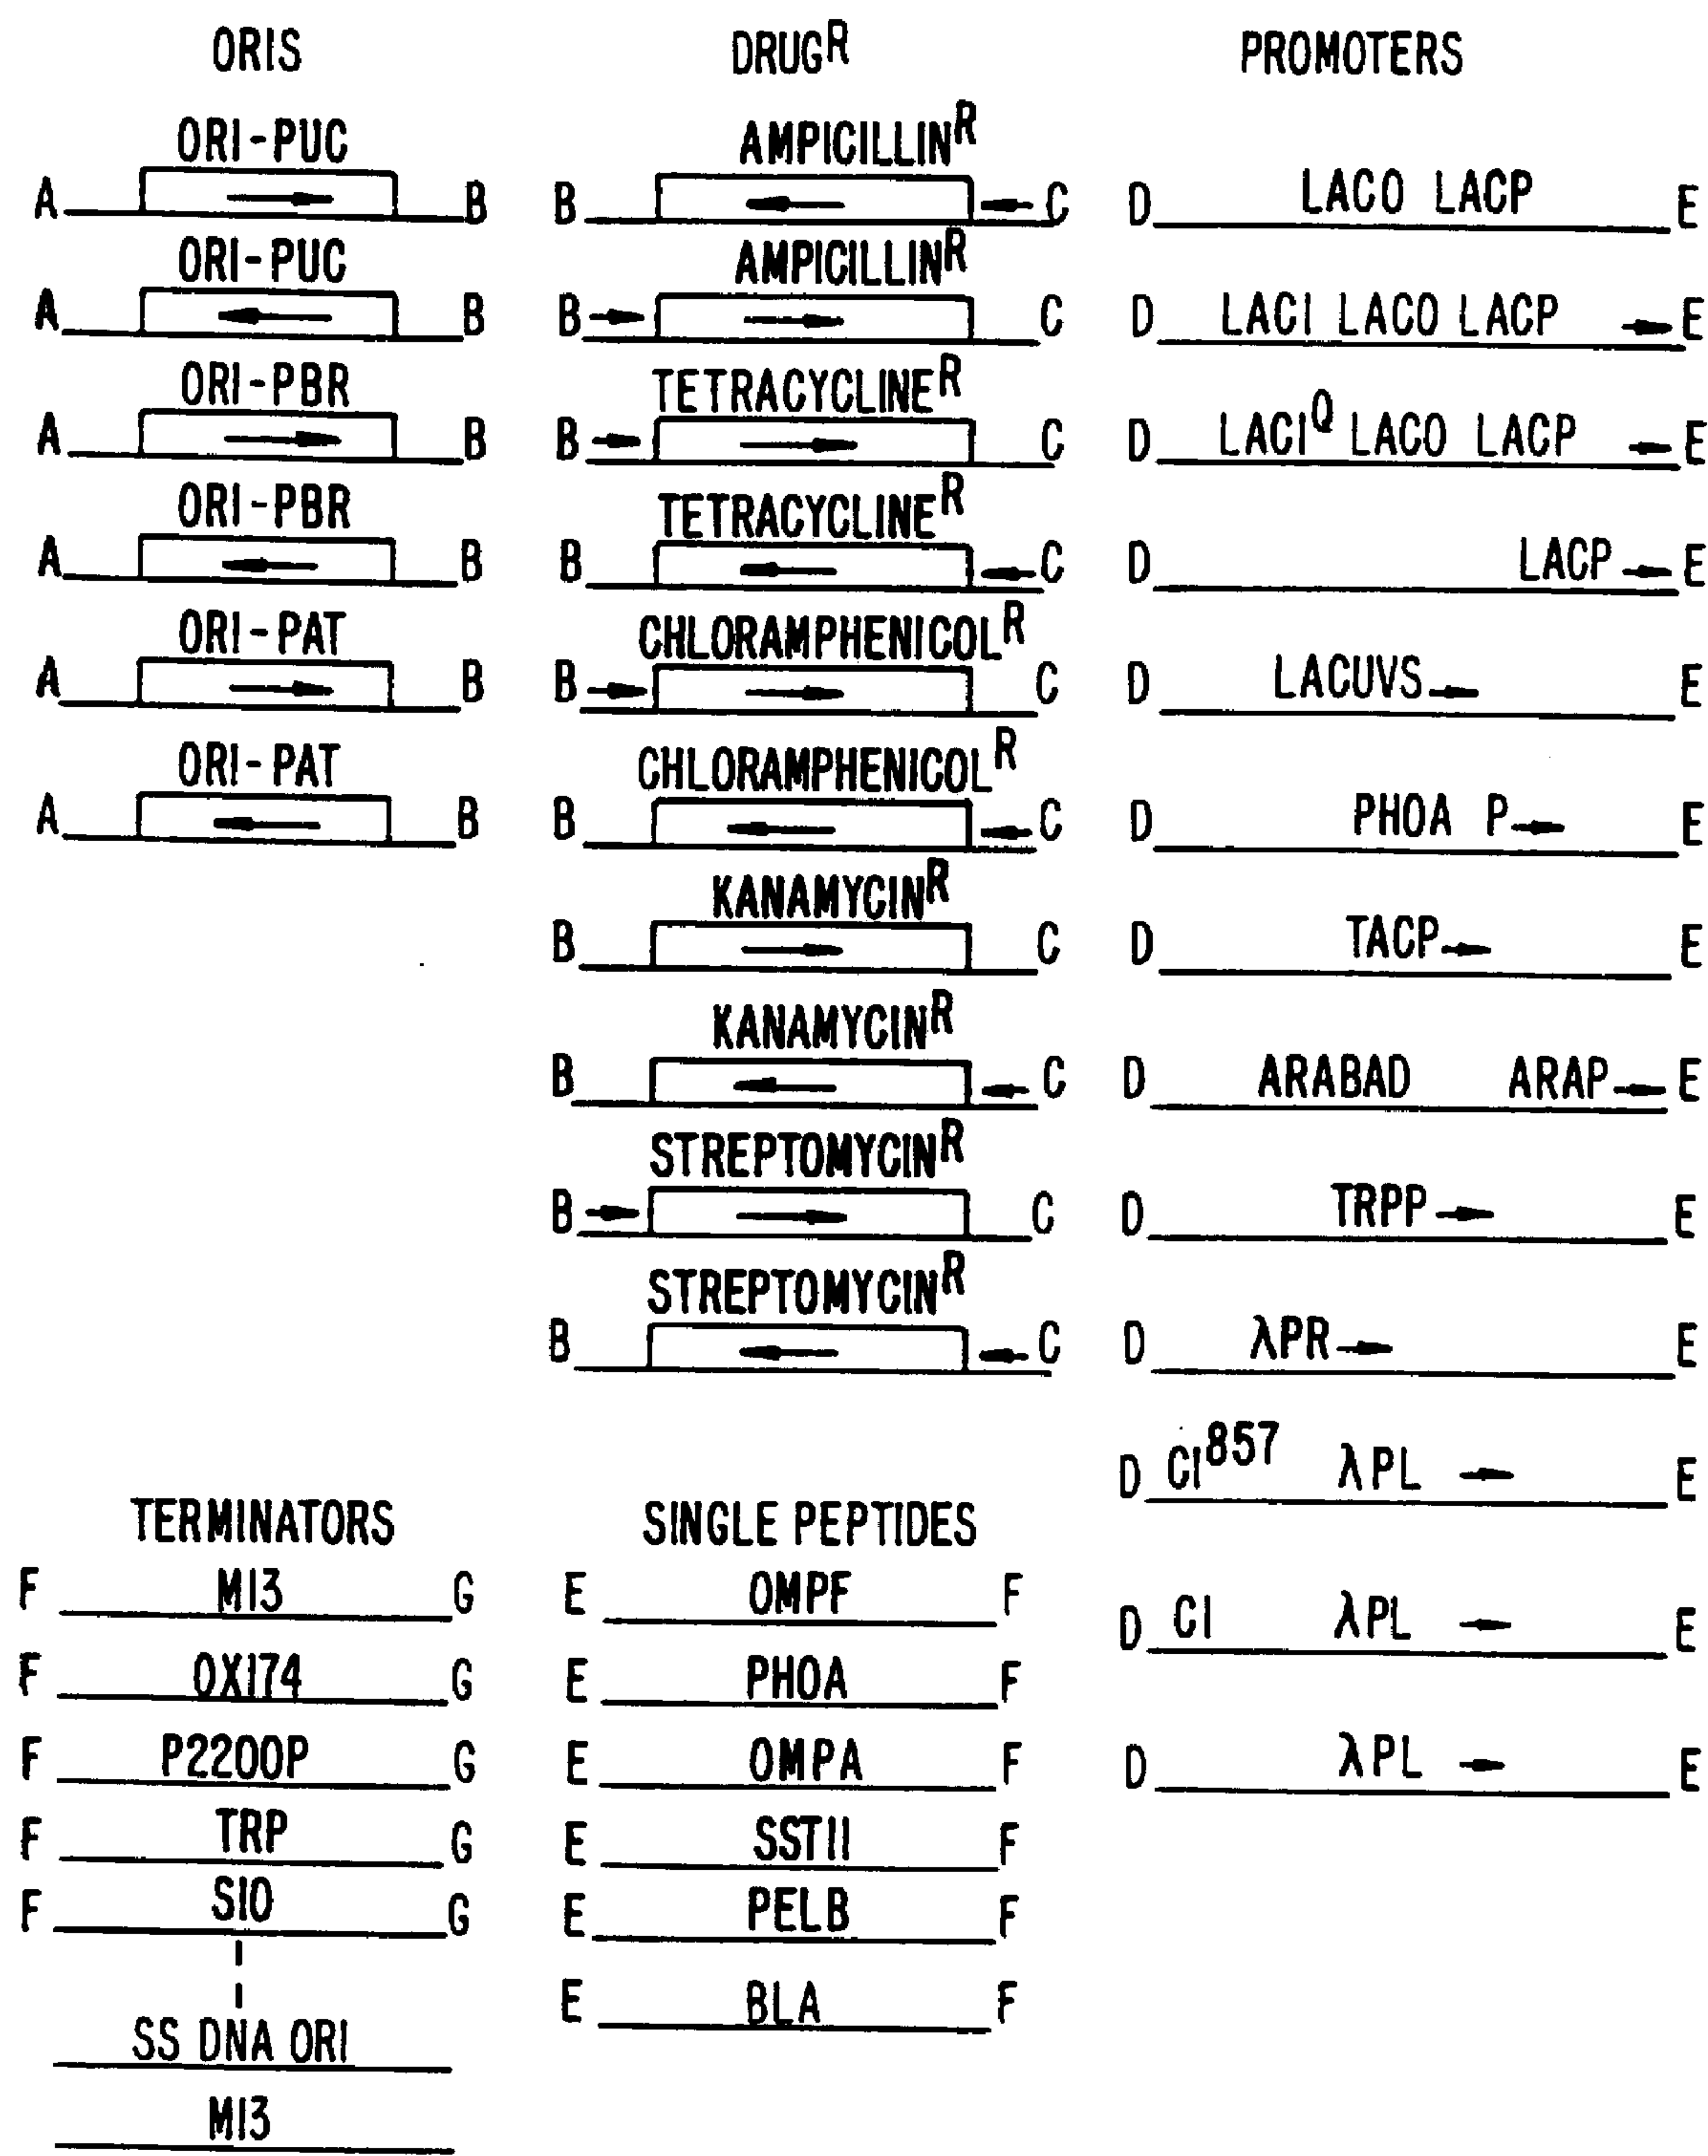 ORIS
A ORI-PUC B
A ORI-PUC B
A ORI-PBR B
A ORI-PBR B
A ORI-PAT B
A ORI-PAT B
DRUGR
B AMPICILLINR C
B AMPICILLINR C
B TETRACYCLINER C
B TETRACYCLINER C
B CHLORAMPHENICOLR C
B CHLORAMPHENICOLR C
B KANAMYCINR C
B KANAMYCINR C
B STREPTOMYCINR C
B STREPTOMYCINR C
PROMOTERS
D LACO LACP E
D LACI LACO LACP E
D LACIQ LACO LACP E
D LACP E
D LACUVS E
D PHOA P E
D TACP E
D ARABAD ARAP E
D TRPP E
D λPR E
D CI857 λPL E
D CI λPL E
D λPL E
TERMINATORS
F M13 G
F OX174 G
F P2200P G
F TRP G
F S10 G
SS DNA ORI
M13
SINGLE PEPTIDES
E OMPF F
E PHOA F
E OMPA F
E SSTII F
E PELB F
E BLA F